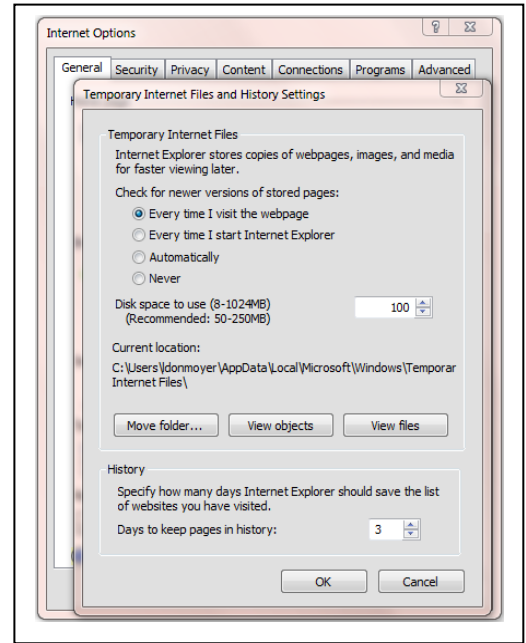 Internet Options
General Security Privacy Content Connections Programs Advanced
Temporary Internet Files and History Settings
Temporary Internet Files
Internet Explorer stores copies of webpages, images, and media
for faster viewing later.
Check for newer versions of stored pages:
Every time I visit the webpage
Every time I start Internet Explorer
Automatically
Never
Disk space to use (8-1024MB) 100
(Recommended: 50-250MB)
Current location:
C:\Users\ldonmoyer\AppData\Local\Microsoft\Windows\Temporar
Internet Files\
Move folder... View objects View files
History
Specify how many days Internet Explorer should save the list
of websites you have visited.
Days to keep pages in history: 3
OK Cancel